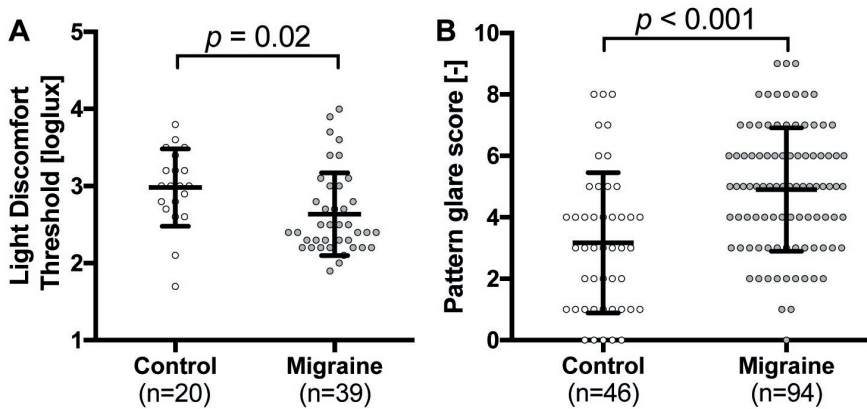 A
p = 0.02
Light Discomfort
Threshold [loglux]
5
4
3
2
1
Control
(n=20)
Migraine
(n=39)
B
p < 0.001
Pattern glare score [-]
10
8
6
4
2
0
Control
(n=46)
Migraine
(n=94)